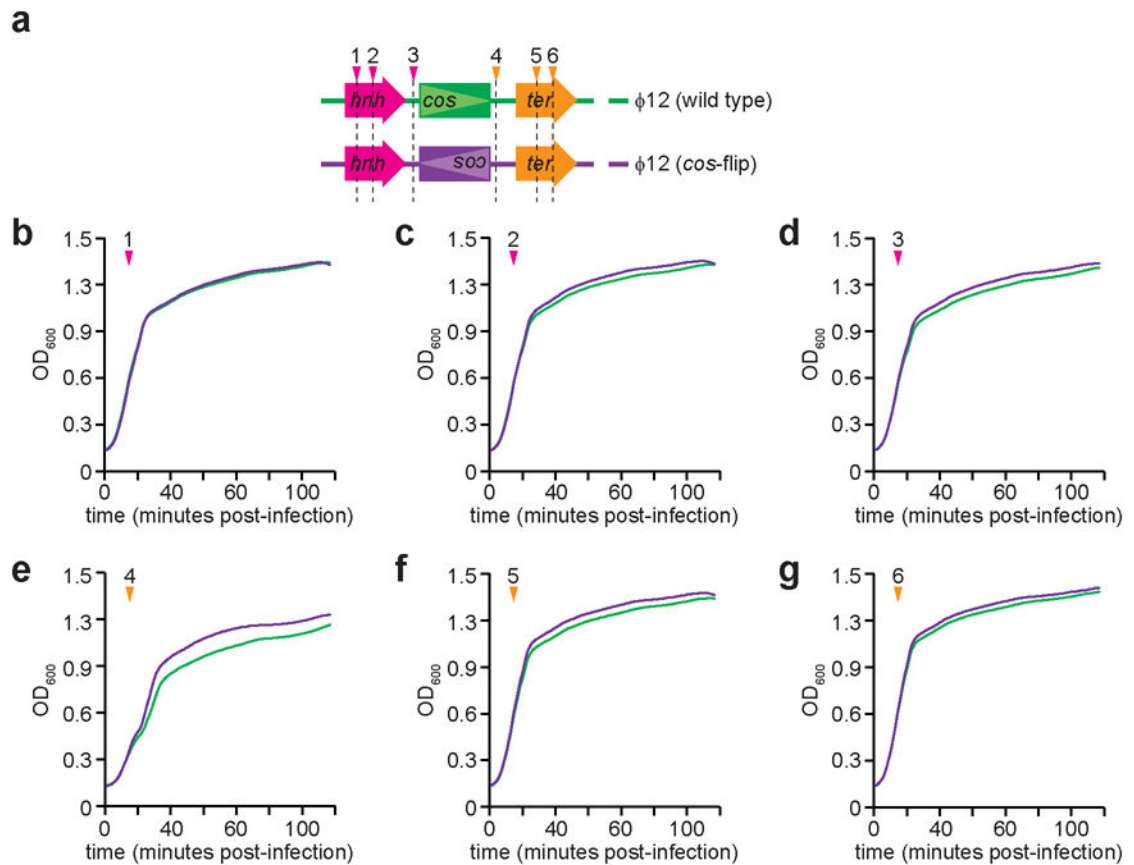 a
1 2 3 4 5 6
hnh cos ter ϕ12 (wild type)
hnh cos ter ϕ12 (cos-flip)
b 1 c 2 d 3
1.5 1.5 1.5
1.3 1.3 1.3
0.9 0.9 0.9
OD600 OD600 OD600
0.6 0.6 0.6
0.3 0.3 0.3
0 0 0
0 40 60 100 0 40 60 100 0 40 60 100
time (minutes post-infection) time (minutes post-infection) time (minutes post-infection)
e 4 f 5 g 6
1.5 1.5 1.5
1.3 1.3 1.3
0.9 0.9 0.9
OD600 OD600 OD600
0.6 0.6 0.6
0.3 0.3 0.3
0 0 0
0 40 60 100 0 40 60 100 0 40 60 100
time (minutes post-infection) time (minutes post-infection) time (minutes post-infection)